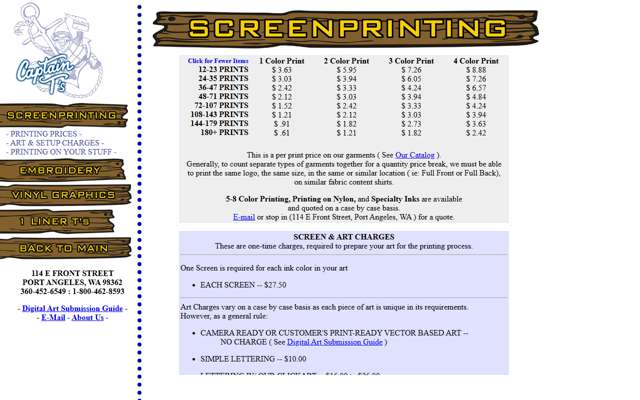 Captain T's
SCREENPRINTING
- PRINTING PRICES -
- ART & SETUP CHARGES -
- PRINTING ON YOUR STUFF -
EMBROIDERY
VINYL GRAPHICS
1 LINER T's
BACK TO MAIN
114 E FRONT STREET
PORT ANGELES, WA 98362
360-452-6549 : 1-800-462-8593
- Digital Art Submission Guide -
- E-Mail - About Us -
SCREENPRINTING
Click for Fewer Items 1 Color Print 2 Color Print 3 Color Print 4 Color Print
12-23 PRINTS $ 3.63 $ 5.95 $ 7.26 $ 8.88
24-35 PRINTS $ 3.03 $ 3.94 $ 6.05 $ 7.26
36-47 PRINTS $ 2.42 $ 3.33 $ 4.24 $ 6.57
48-71 PRINTS $ 2.12 $ 3.03 $ 3.94 $ 4.84
72-107 PRINTS $ 1.52 $ 2.42 $ 3.33 $ 4.24
108-143 PRINTS $ 1.21 $ 2.12 $ 3.03 $ 3.94
144-179 PRINTS $ .91 $ 1.82 $ 2.73 $ 3.63
180+ PRINTS $ .61 $ 1.21 $ 1.82 $ 2.42
This is a per print price on our garments ( See Our Catalog ).
Generally, to count separate types of garments together for a quantity price break, we must be able
to print the same logo, the same size, in the same or similar location ( ie: Full Front or Full Back),
on similar fabric content shirts.
5-8 Color Printing, Printing on Nylon, and Specialty Inks are available
and quoted on a case by case basis.
E-mail or stop in (114 E Front Street, Port Angeles, WA ) for a quote.
SCREEN & ART CHARGES
These are one-time charges, required to prepare your art for the printing process.
One Screen is required for each ink color in your art
• EACH SCREEN -- $27.50
Art Charges vary on a case by case basis as each piece of art is unique in its requirements.
However, as a general rule:
• CAMERA READY OR CUSTOMER'S PRINT-READY VECTOR BASED ART --
NO CHARGE ( See Digital Art Submission Guide )
• SIMPLE LETTERING -- $10.00